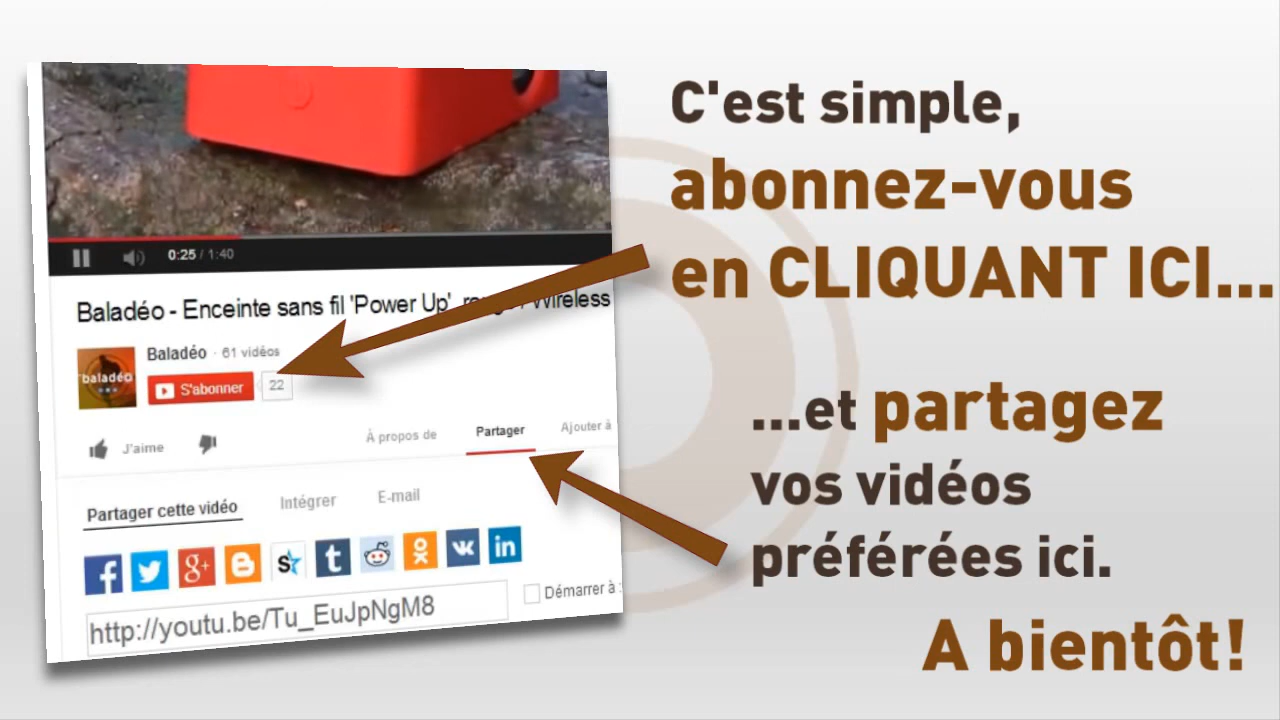 C'est simple,
abonnez-vous
en CLIQUANT ICI...
...et partagez
vos vidéos
préférées ici.
A bientôt!
0:25 / 1:40
Baladéo - Enceinte sans fil 'Power Up', Wireless
baladéo
Baladéo · 61 vidéos
S'abonner
22
J'aime
À propos de
Partager
Ajouter à
Partager cette vidéo
Intégrer
E-mail
Démarrer à :
http://youtu.be/Tu_EuJpNgM8